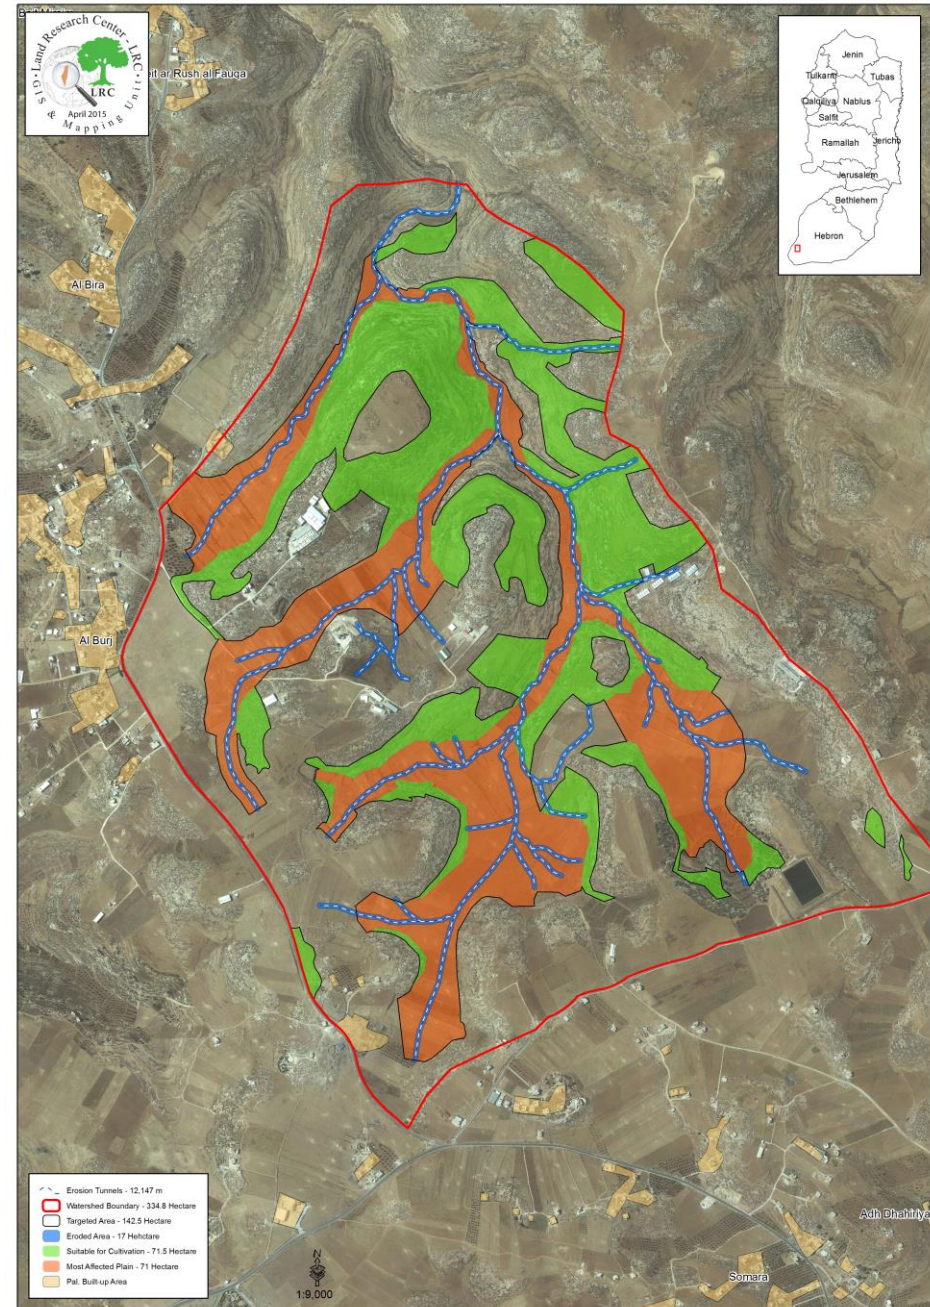 Land Research Center - LRC
GIS & Mapping Unit
LRC
April 2015
eit ar Rush al Fauqa
Jenin
Tulkarm
Tubas
Qalqiliya
Nablus
Salfit
Ramallah
Jericho
Jerusalem
Bethlehem
Hebron
Al Bira
Al Burj
Erosion Tunnels - 12,147 m
Watershed Boundary - 334.8 Hectare
Targeted Area - 142.5 Hectare
Eroded Area - 17 Hehctare
Suitable for Cultivation - 71.5 Hectare
Most Affected Plain - 71 Hectare
Pal. Built-up Area
N
1:9,000
Adh Dhahiriya
Somara